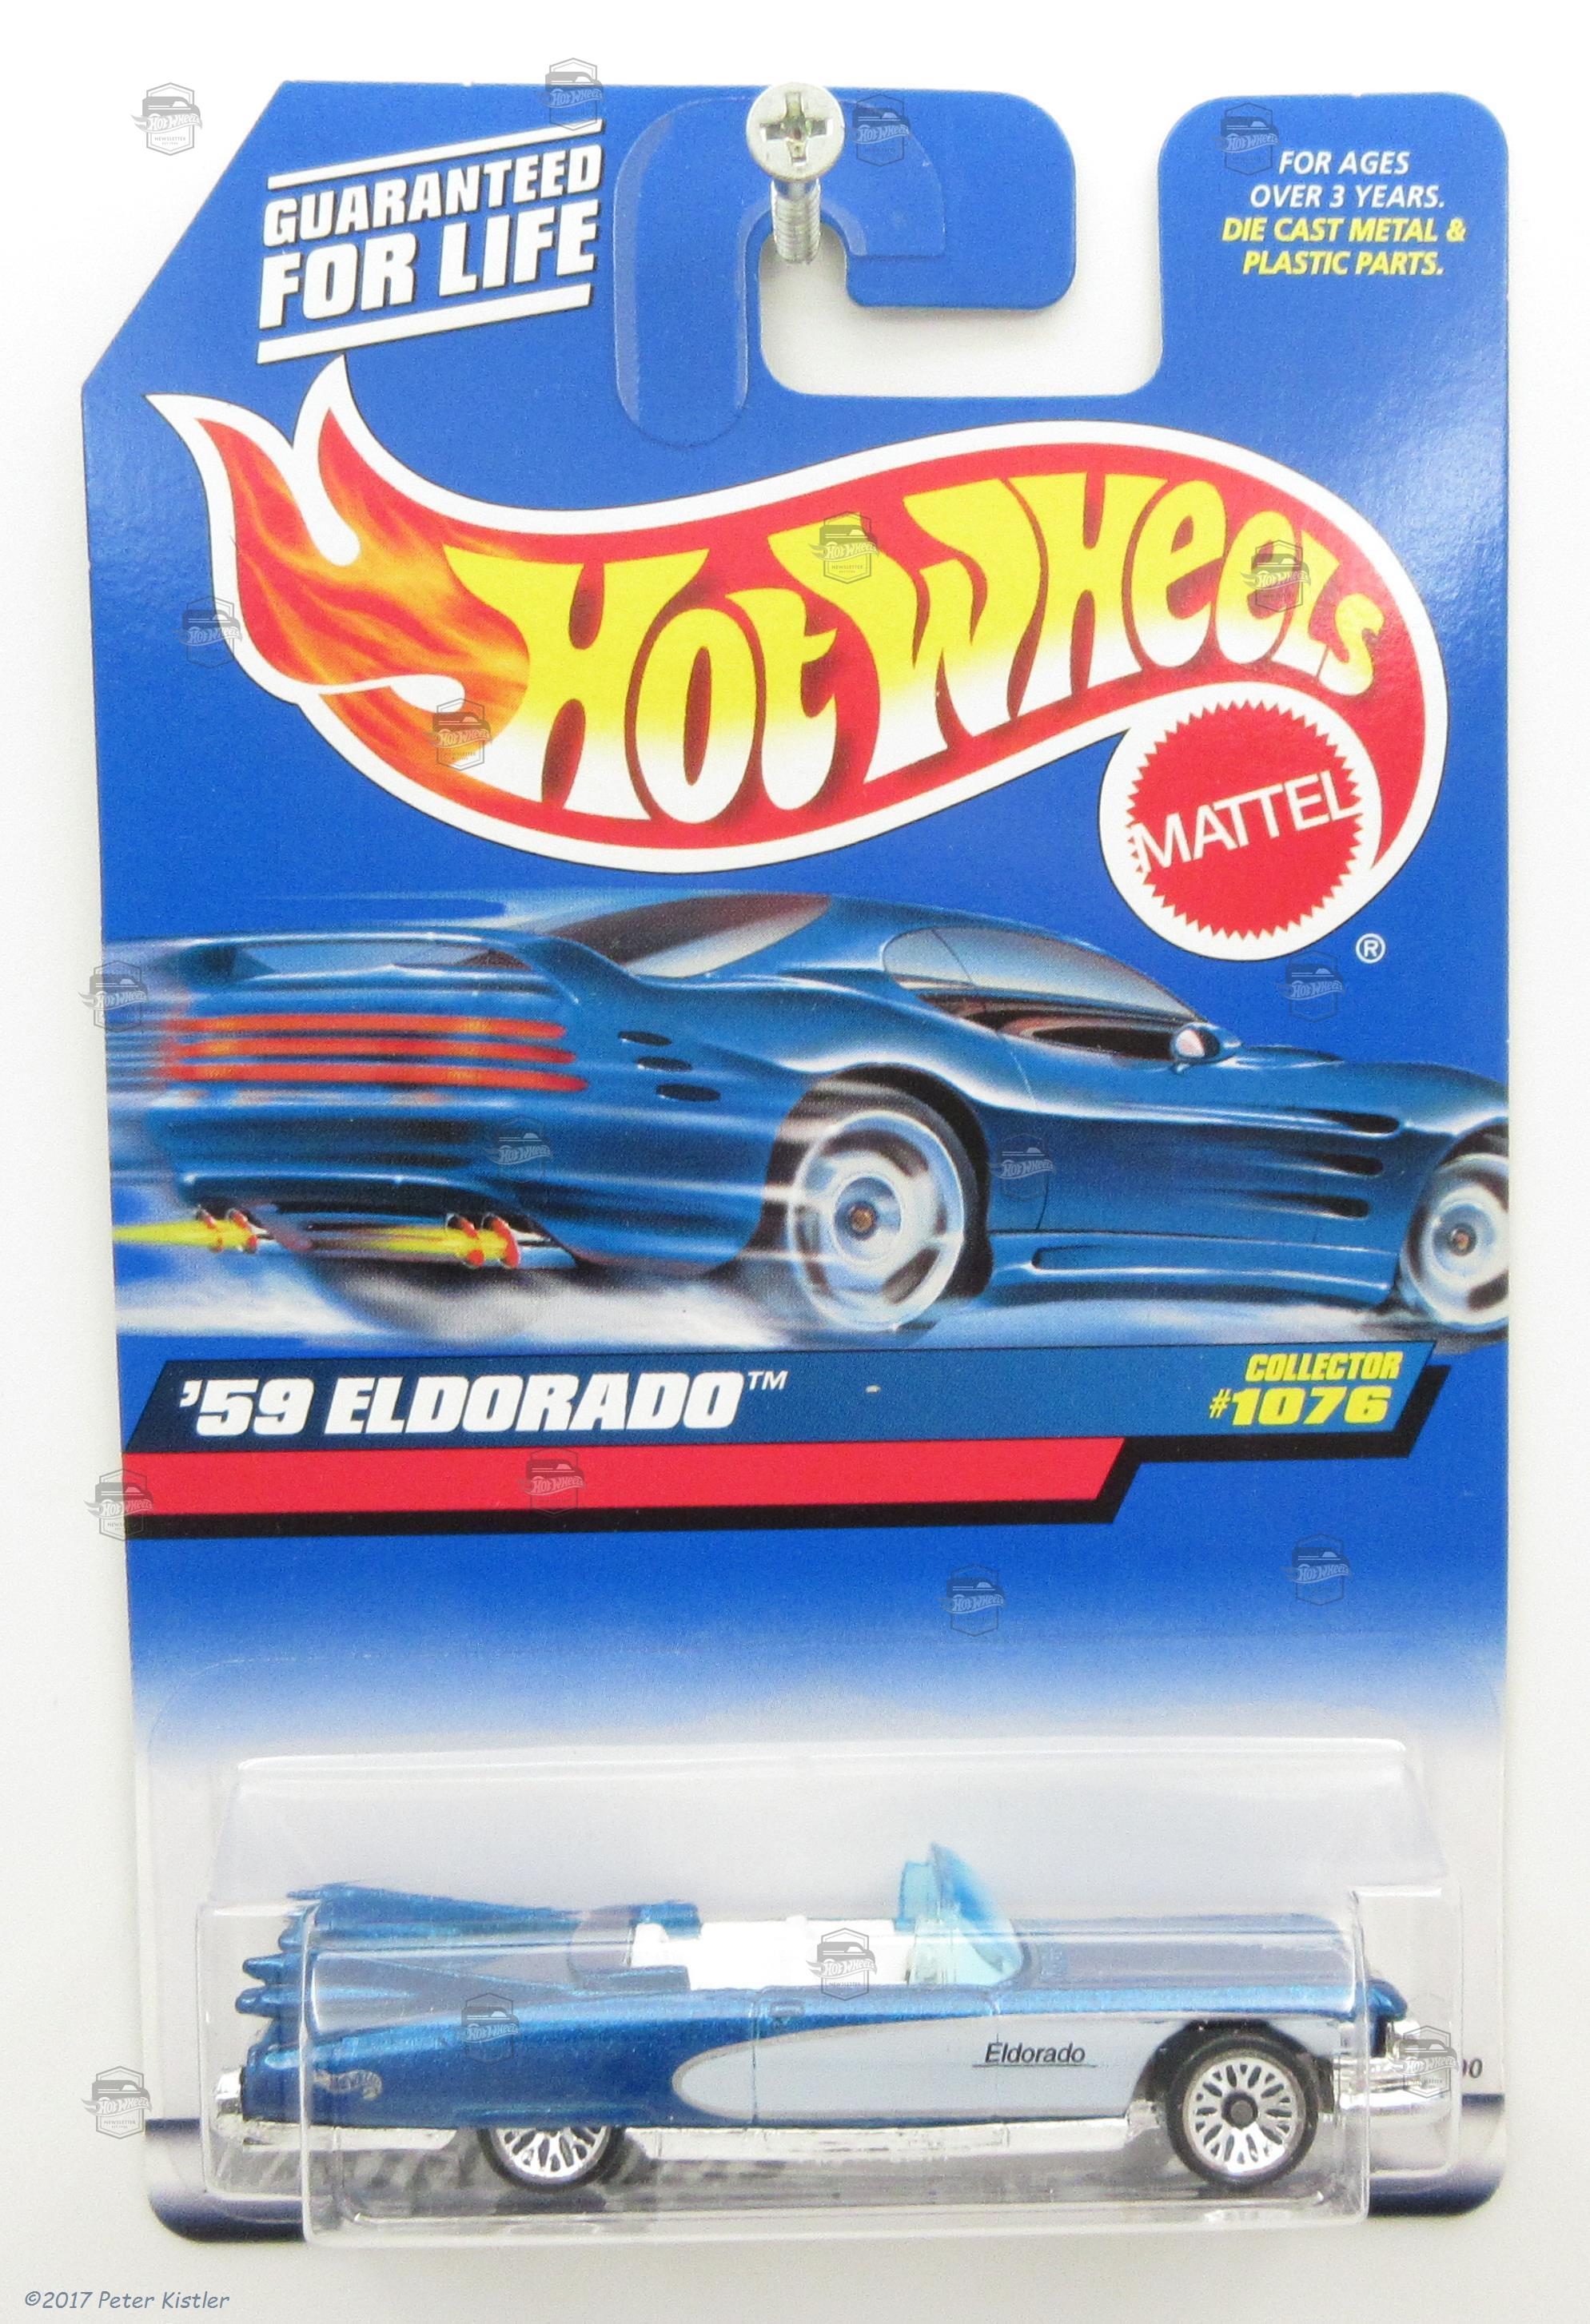 GUARANTEED
FOR LIFE
FOR AGES
OVER 3 YEARS.
DIE CAST METAL &
PLASTIC PARTS.
HOT WHEELS
MATTEL
®
'59 ELDORADO™
COLLECTOR
#1076
Eldorado
©2017 Peter Kistler